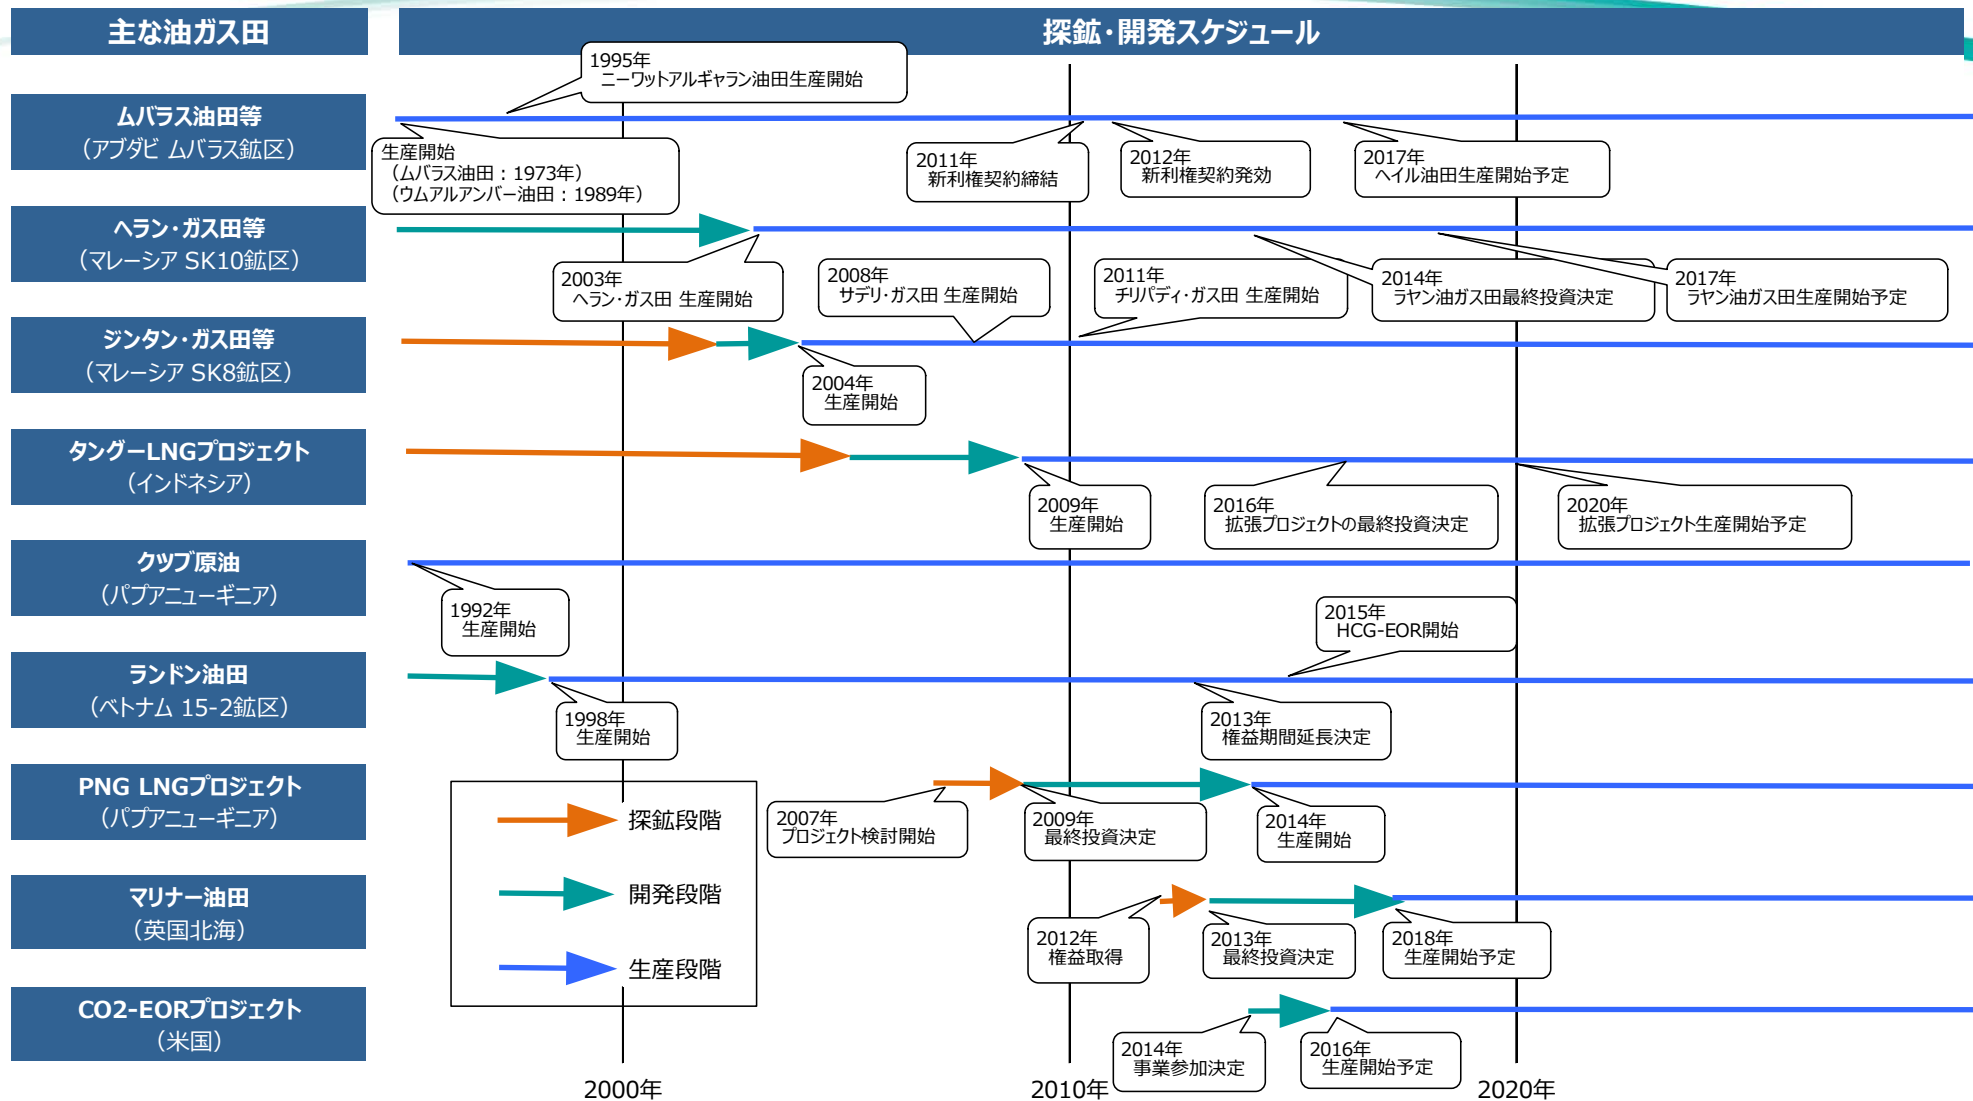 主な油ガス田
探鉱・開発スケジュール
ムバラス油田等
（アブダビ ムバラス鉱区）
1995年
ニーワットアルギャラン油田生産開始
生産開始
（ムバラス油田：1973年）
（ウムアルアンバー油田：1989年）
2011年
新利権契約締結
2012年
新利権契約発効
2017年
ヘイル油田生産開始予定
ヘラン・ガス田等
（マレーシア SK10鉱区）
2003年
ヘラン・ガス田 生産開始
2008年
サデリ・ガス田 生産開始
2011年
チリパディ・ガス田 生産開始
2014年
ラヤン油ガス田最終投資決定
2017年
ラヤン油ガス田生産開始予定
ジンタン・ガス田等
（マレーシア SK8鉱区）
2004年
生産開始
タングーLNGプロジェクト
（インドネシア）
2009年
生産開始
2016年
拡張プロジェクトの最終投資決定
2020年
拡張プロジェクト生産開始予定
クツブ原油
（パプアニューギニア）
1992年
生産開始
2015年
HCG-EOR開始
ランドン油田
（ベトナム 15-2鉱区）
1998年
生産開始
2013年
権益期間延長決定
PNG LNGプロジェクト
（パプアニューギニア）
2007年
プロジェクト検討開始
2009年
最終投資決定
2014年
生産開始
探鉱段階
開発段階
生産段階
マリナー油田
（英国北海）
2012年
権益取得
2013年
最終投資決定
2018年
生産開始予定
CO2-EORプロジェクト
（米国）
2014年
事業参加決定
2016年
生産開始予定
2000年
2010年
2020年